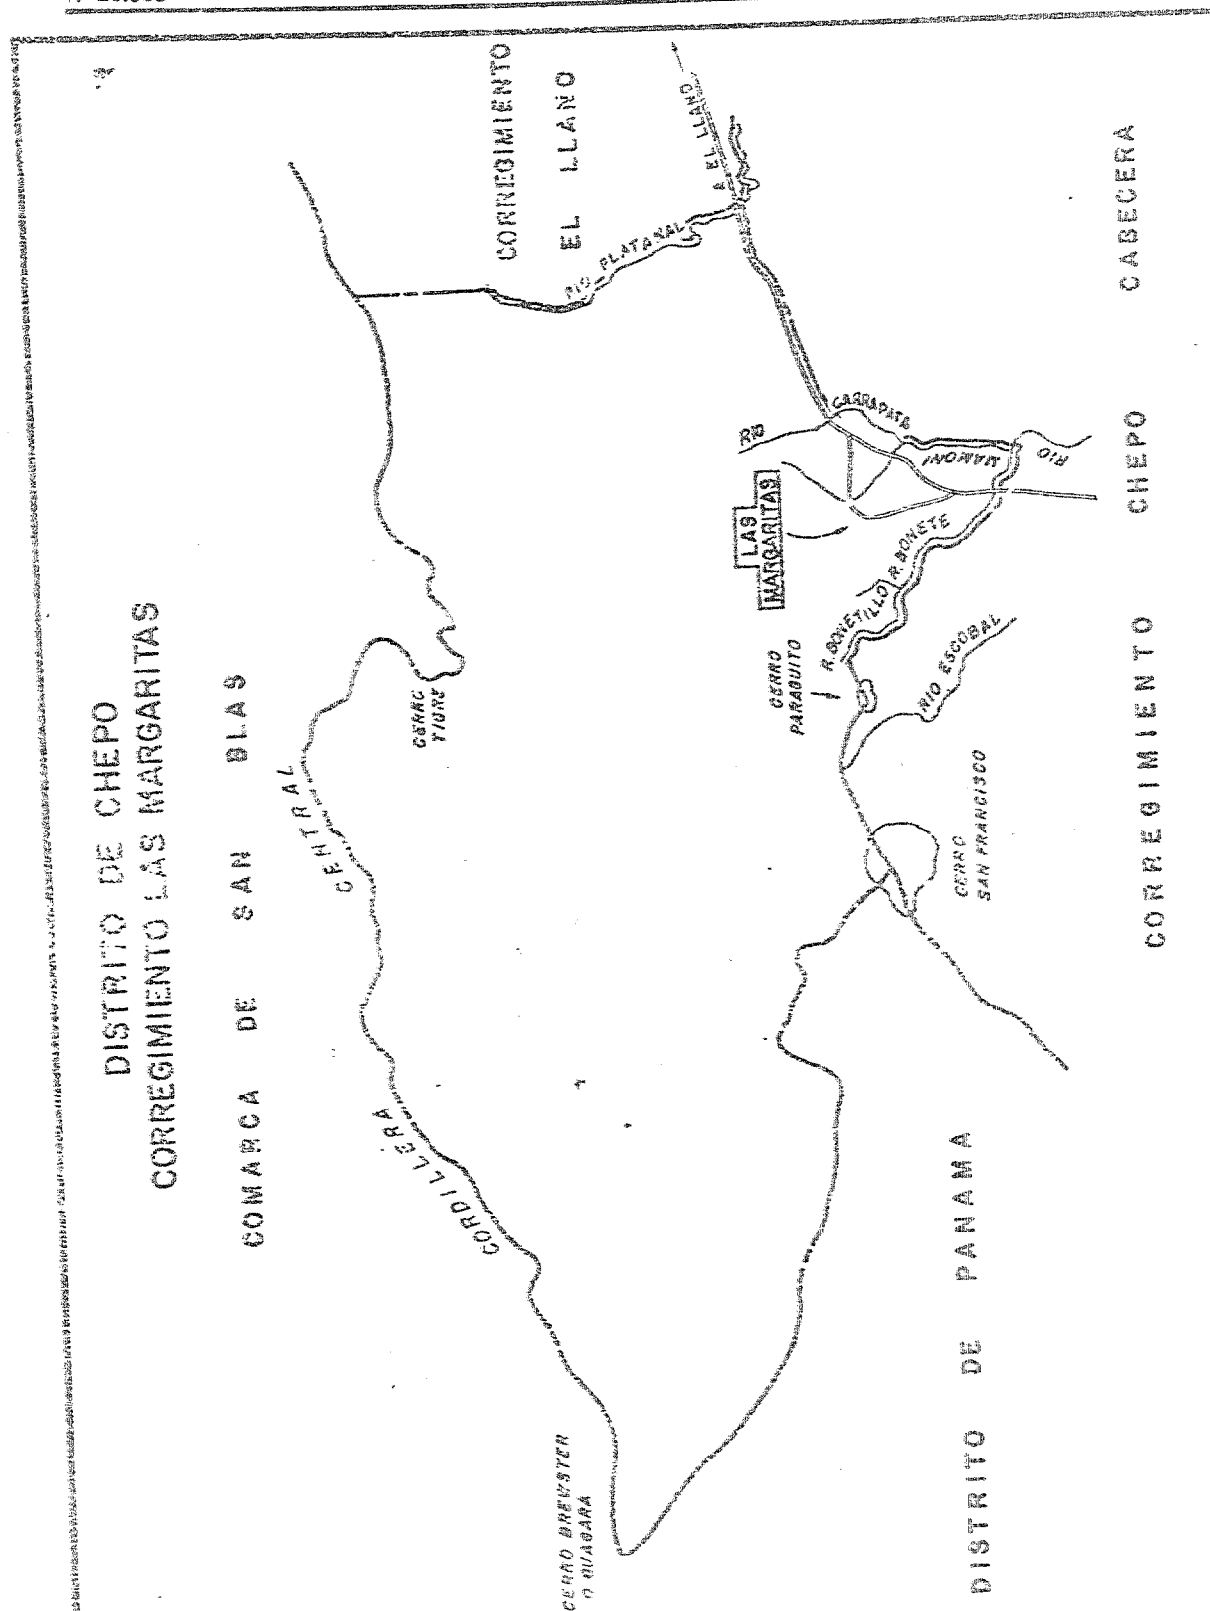 DISTRITO DE CHEPO
CORREGIMIENTO LAS MARGARITAS
COMARCA DE SAN BLAS
CORDILLERA CENTRAL
CERRO
TIGRE
CORREGIMIENTO
EL LLANO
RIO PLATANAL
A EL LLANO
LAS
MARGARITAS
RIO
CARRAPATA
RIO
MAMONI
R. BONETE
R. BONETILLO
CERRO
PARAGUITO
RIO ESCOBAL
CERRO
SAN FRANCISCO
CERRO BREWSTER
O GUAGARA
DISTRITO DE PANAMA
CORREGIMIENTO CHEPO CABECERA